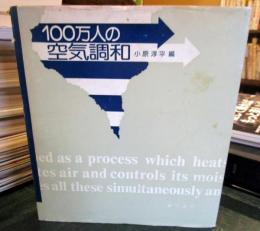 100万人の
空気調和
小原淳平 編
ed as a process which heat
es air and controls its mois
es all these simultaneously an